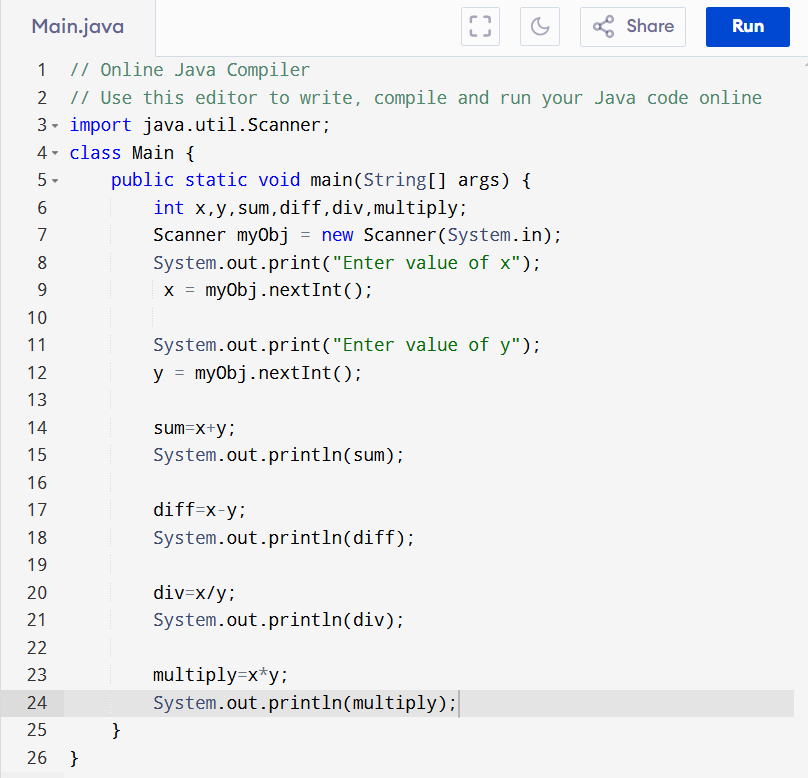 Main.java
Share
Run
1 // Online Java Compiler
2 // Use this editor to write, compile and run your Java code online
3 import java.util.Scanner;
4 class Main {
5     public static void main(String[] args) {
6         int x,y,sum,diff,div,multiply;
7         Scanner myObj = new Scanner(System.in);
8         System.out.print("Enter value of x");
9          x = myObj.nextInt();
10
11         System.out.print("Enter value of y");
12         y = myObj.nextInt();
13
14         sum=x+y;
15         System.out.println(sum);
16
17         diff=x-y;
18         System.out.println(diff);
19
20         div=x/y;
21         System.out.println(div);
22
23         multiply=x*y;
24         System.out.println(multiply);
25     }
26 }